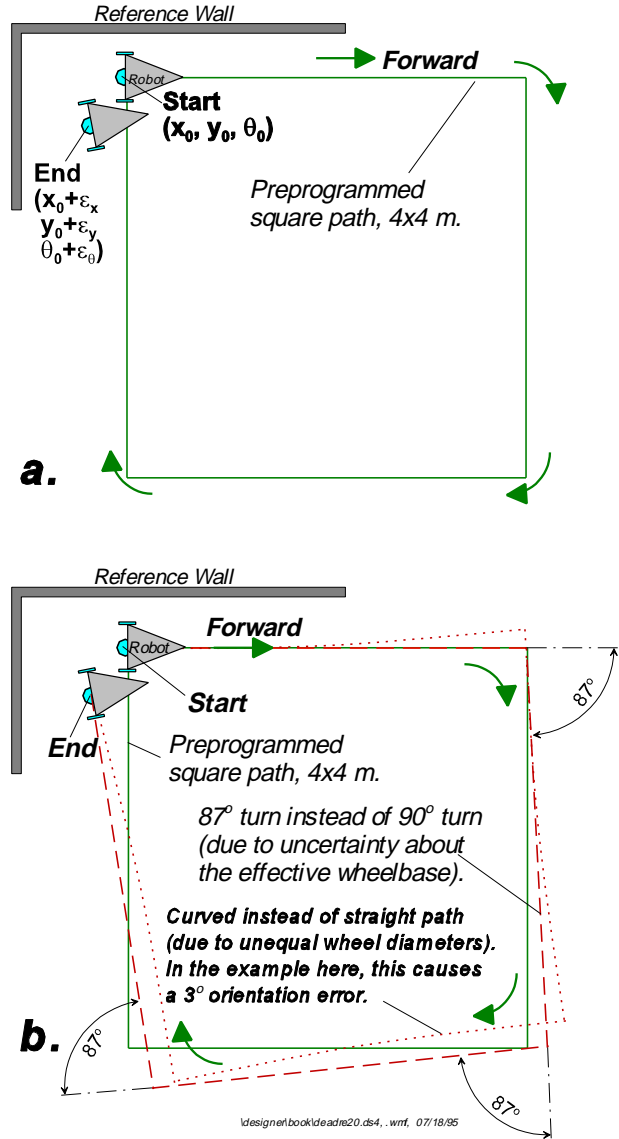 Reference Wall
Forward
Robot
Start
(x₀, y₀, θ₀)
End
(x₀+εₓ
y₀+ε_y
θ₀+ε_θ)
Preprogrammed
square path, 4x4 m.
a.
Reference Wall
Forward
Robot
Start
End
87°
Preprogrammed
square path, 4x4 m.
87° turn instead of 90° turn
(due to uncertainty about
the effective wheelbase).
Curved instead of straight path
(due to unequal wheel diameters).
In the example here, this causes
a 3° orientation error.
b.
87°
87°
\designer\book\deadre20.ds4, .wmf, 07/18/95